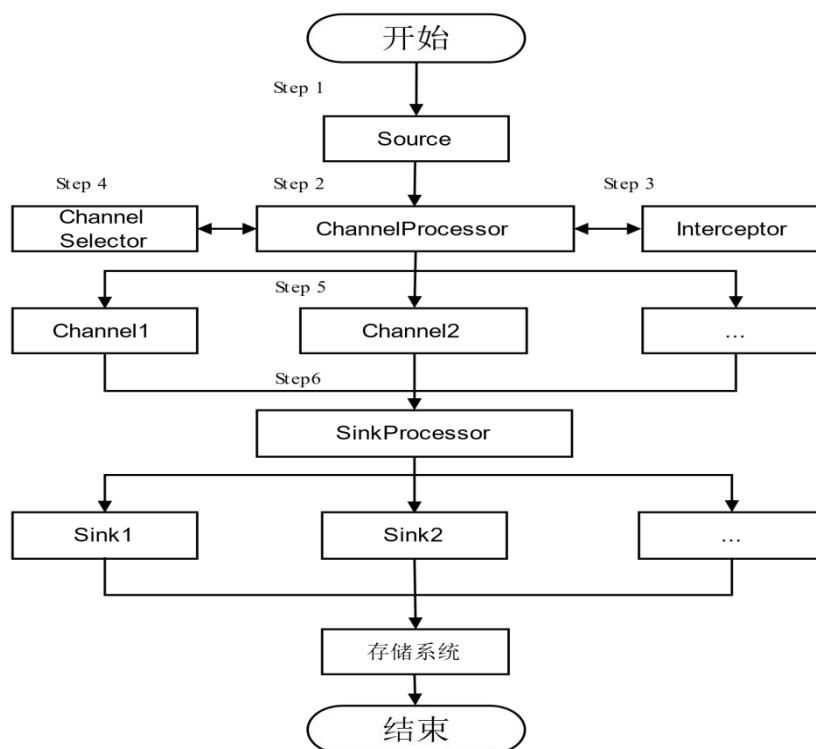 开始
Step 1
Source
Step 4
Step 2
Step 3
Channel
Selector
ChannelProcessor
Interceptor
Step 5
Channel1
Channel2
...
Step6
SinkProcessor
Sink1
Sink2
...
存储系统
结束